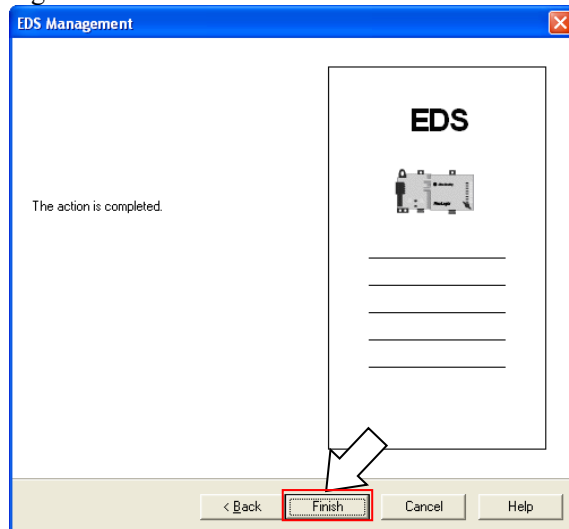 EDS Management
EDS
The action is completed.
< Back
Finish
Cancel
Help